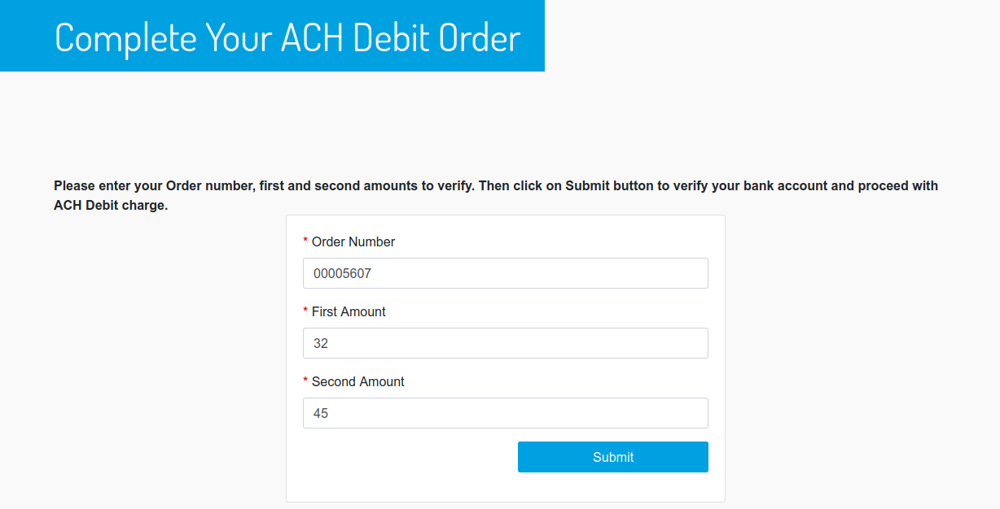 Complete Your ACH Debit Order
Please enter your Order number, first and second amounts to verify. Then click on Submit button to verify your bank account and proceed with
ACH Debit charge.
* Order Number
00005607
* First Amount
32
* Second Amount
45
Submit